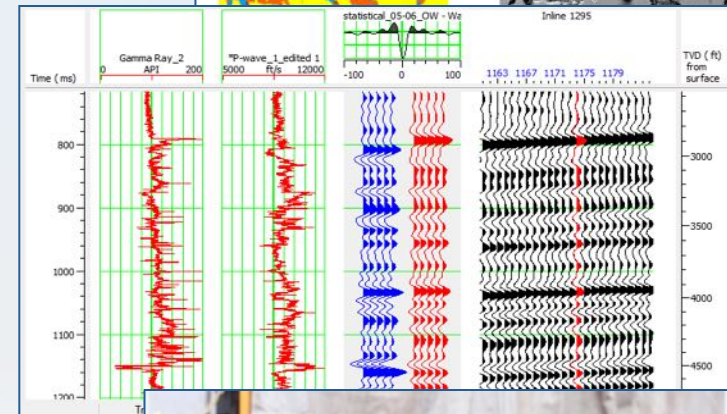 statistical_05-06_OW - Wa
Inline 1295
Gamma Ray_2
0 API 200
*P-wave_1_edited 1
5000 ft/s 12000
-100 0 100
1163 1167 1171 1175 1179
Time (ms)
TVD (ft)
from
surface
800
900
1000
1100
1200
3000
3500
4000
4500